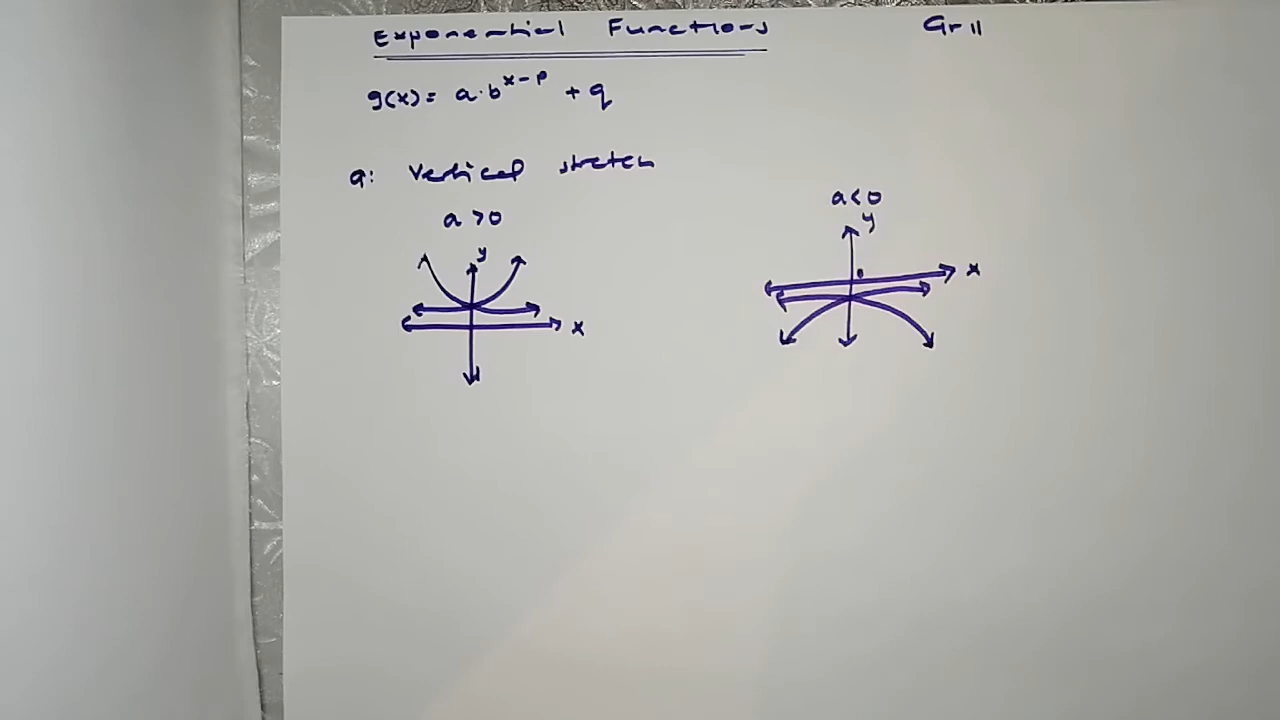 Exponential Functions Gr 11
g(x) = a·b^{x-p} + q
a: Vertical stretch
a > 0
a < 0
y
y
x
x